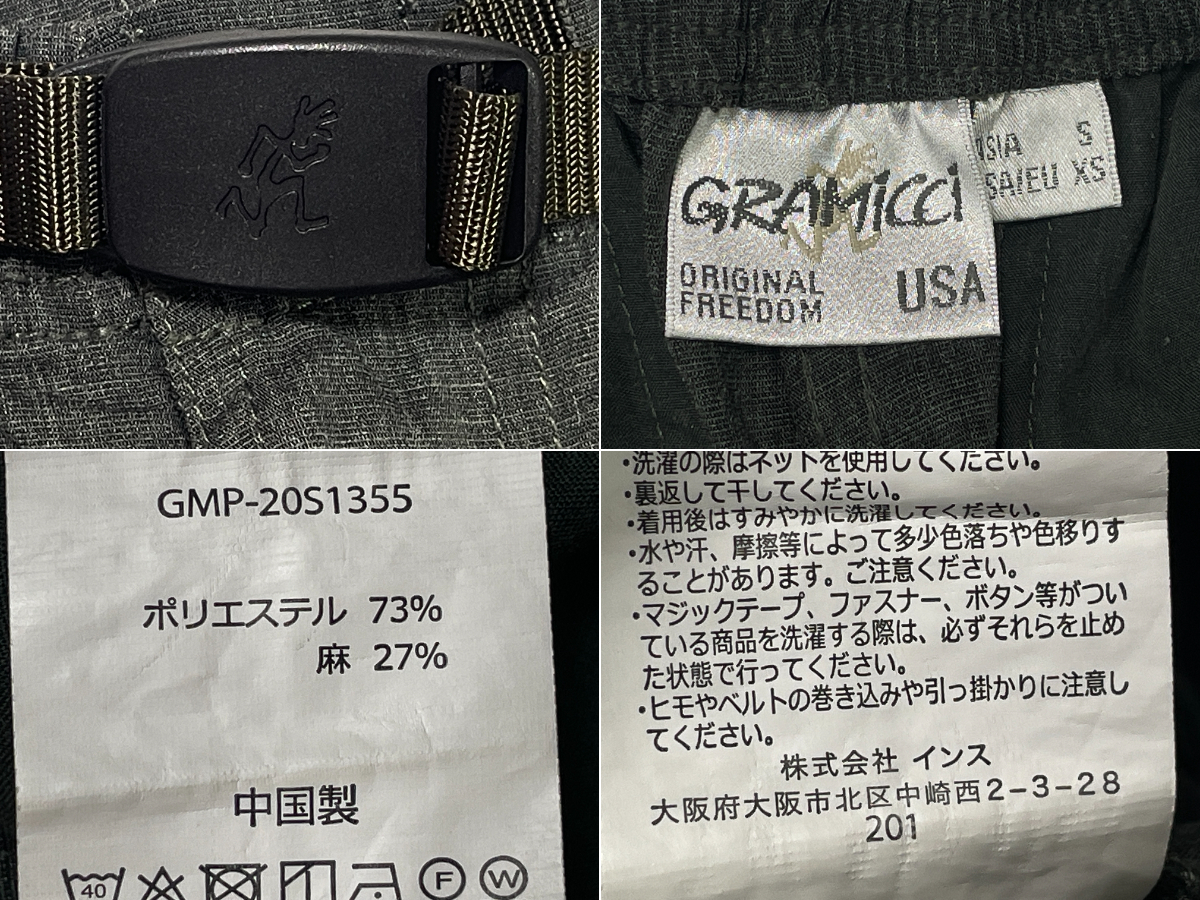 GRAMICCI
ORIGINAL
FREEDOM
USA
ASIA S
USA/EU XS
GMP-20S1355
ポリエステル 73%
麻 27%
中国製
40
F
W
・洗濯の際はネットを使用してください。
・裏返して干してください。
・着用後はすみやかに洗濯してください。
・水や汗、摩擦等によって多少色落ちや色移りす
ることがあります。ご注意ください。
・マジックテープ、ファスナー、ボタン等がつい
ている商品を洗濯する際は、必ずそれらを止め
た状態で行ってください。
・ヒモやベルトの巻き込みや引っ掛かりに注意し
てください。
株式会社 インス
大阪府大阪市北区中崎西2-3-28
201